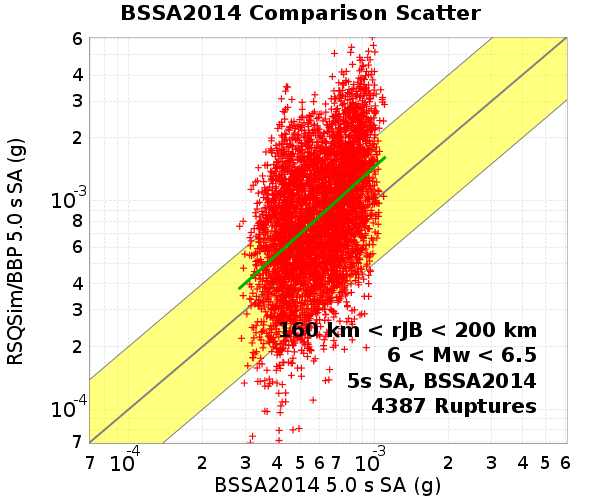 BSSA2014 Comparison Scatter
RSQSim/BBP 5.0 s SA (g)
6
4
3
2
10-3
8
6
4
3
2
10-4
7
160 km < rJB < 200 km
6 < Mw < 6.5
5s SA, BSSA2014
4387 Ruptures
7 10-4 2 3 4 5 6 7 10-3 2 3 4 5 6
BSSA2014 5.0 s SA (g)